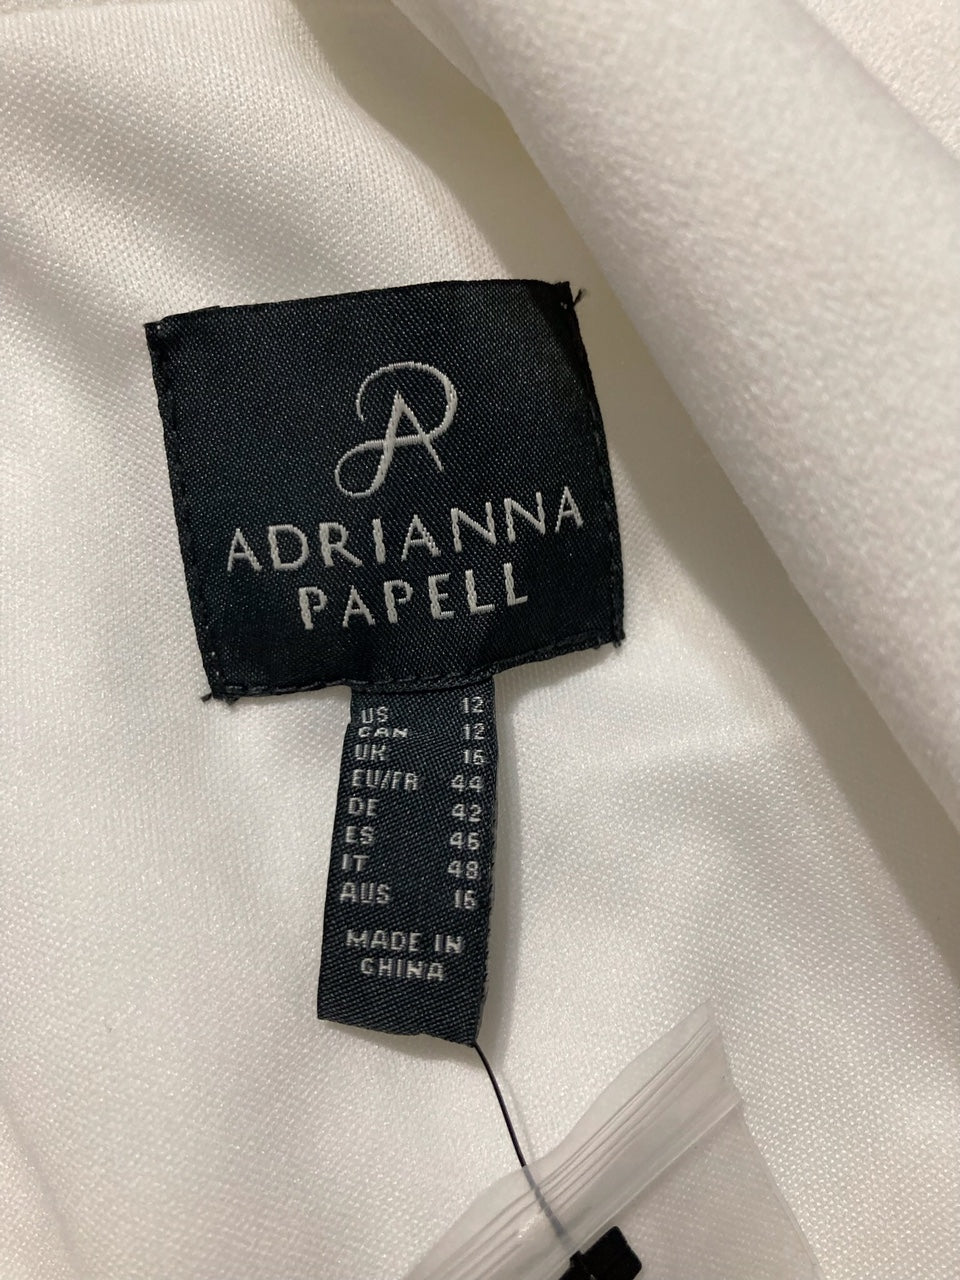 ADRIANNA
PAPELL
US 12
CAN 12
UK 16
EU/FR 44
DE 42
ES 46
IT 48
AUS 16
MADE IN
CHINA